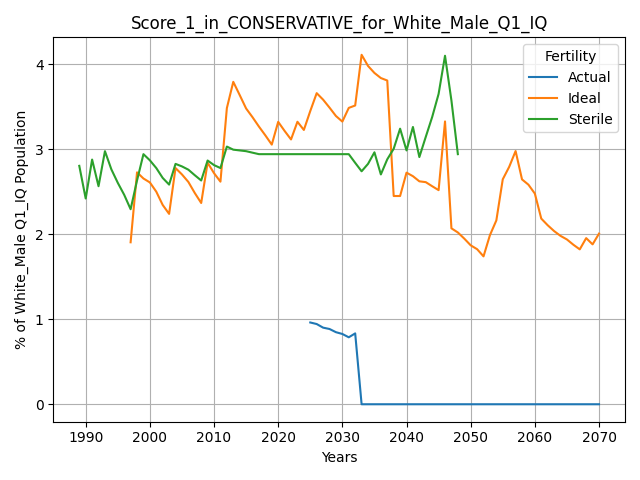 Score_1_in_CONSERVATIVE_for_White_Male_Q1_IQ
Fertility
Actual
Ideal
Sterile
% of White_Male Q1_IQ Population
4
3
2
1
0
1990 2000 2010 2020 2030 2040 2050 2060 2070
Years